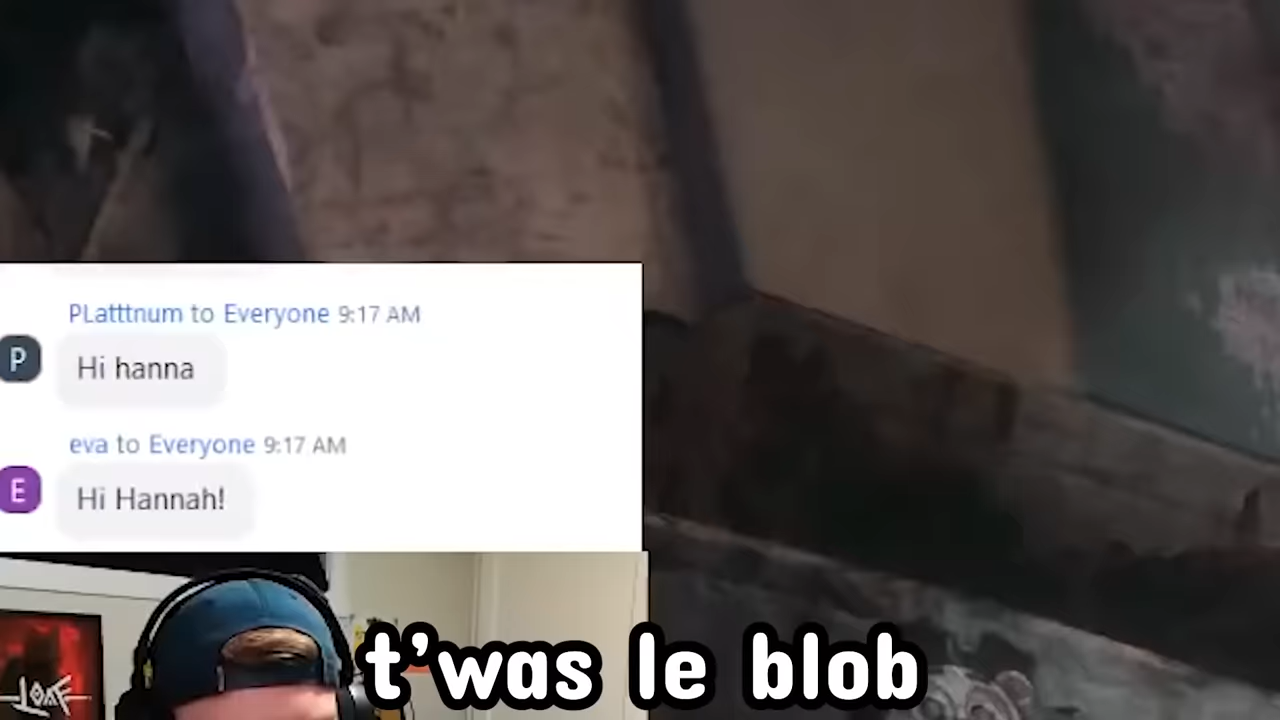 PLatttnum to Everyone 9:17 AM
P
Hi hanna
eva to Everyone 9:17 AM
E
Hi Hannah!
t'was le blob